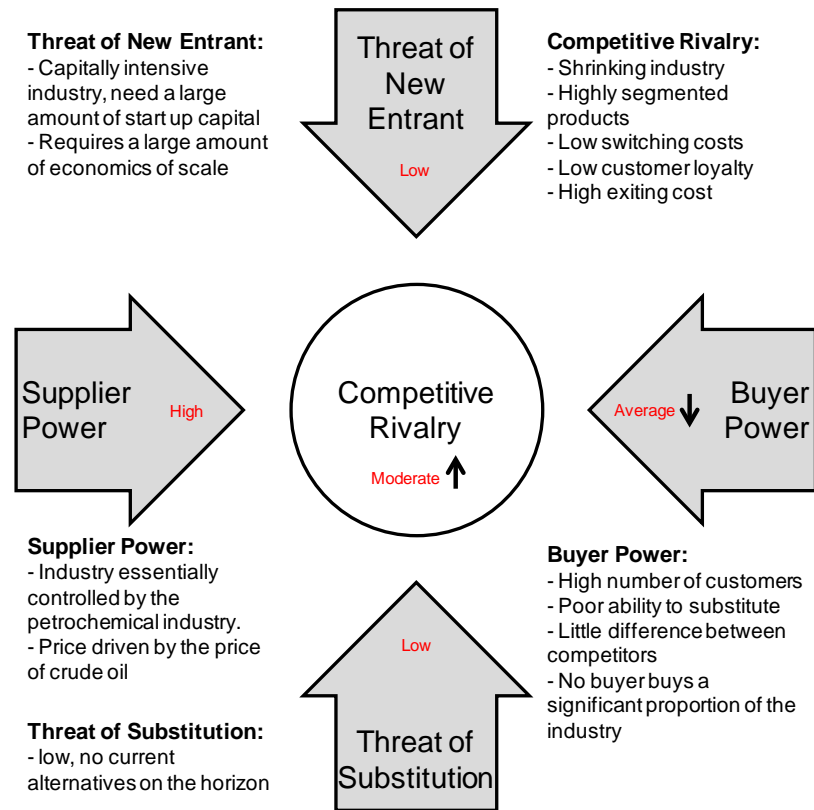 Threat of New Entrant:
- Capitally intensive
industry, need a large
amount of start up capital
- Requires a large amount
of economics of scale
Threat of
New
Entrant
Low
Competitive Rivalry:
- Shrinking industry
- Highly segmented
products
- Low switching costs
- Low customer loyalty
- High exiting cost
Supplier
Power
High
Competitive
Rivalry
Moderate
Average
Buyer
Power
Supplier Power:
- Industry essentially
controlled by the
petrochemical industry.
- Price driven by the price
of crude oil
Threat of Substitution:
- low, no current
alternatives on the horizon
Low
Threat of
Substitution
Buyer Power:
- High number of customers
- Poor ability to substitute
- Little difference between
competitors
- No buyer buys a
significant proportion of the
industry